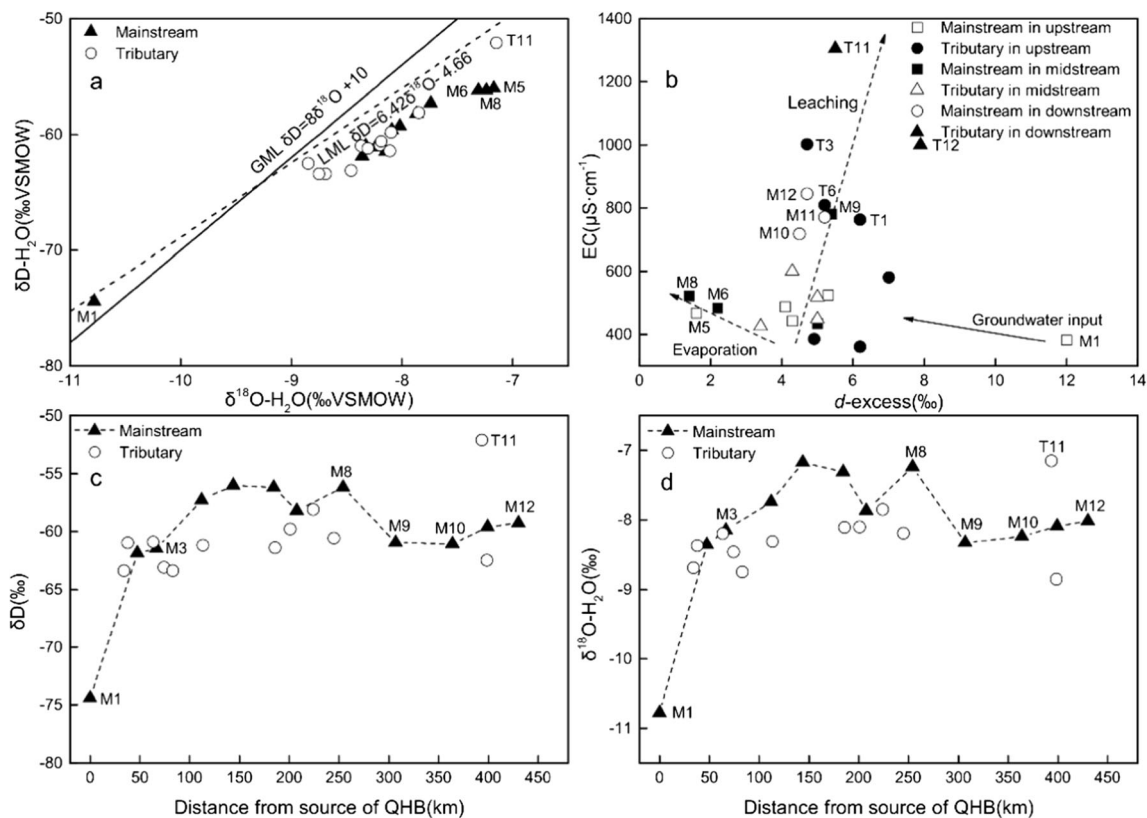 -50
-60
-70
-80
δD-H₂O(‰VSMOW)
Mainstream
Tributary
a
GML δD=8δ¹⁸O +10
LML δD=6.42δ¹⁸O - 4.66
T11
M6
M5
M8
M1
-11 -10 -9 -8 -7
δ¹⁸O-H₂O(‰VSMOW)
1400
1200
1000
800
600
400
EC(μS·cm⁻¹)
b
Mainstream in upstream
Tributary in upstream
Mainstream in midstream
Tributary in midstream
Mainstream in downstream
Tributary in downstream
T11
Leaching
T3
T12
M12
T6
M11
M9
T1
M10
M8
M6
M5
Evaporation
Groundwater input
M1
0 2 4 6 8 10 12 14
d-excess(‰)
-50
-55
-60
-65
-70
-75
-80
δD(‰)
Mainstream
Tributary
c
T11
M8
M12
M3
M9
M10
M1
0 50 100 150 200 250 300 350 400 450
Distance from source of QHB(km)
-7
-8
-9
-10
-11
δ¹⁸O-H₂O(‰)
Mainstream
Tributary
d
T11
M8
M3
M12
M9
M10
M1
0 50 100 150 200 250 300 350 400 450
Distance from source of QHB(km)